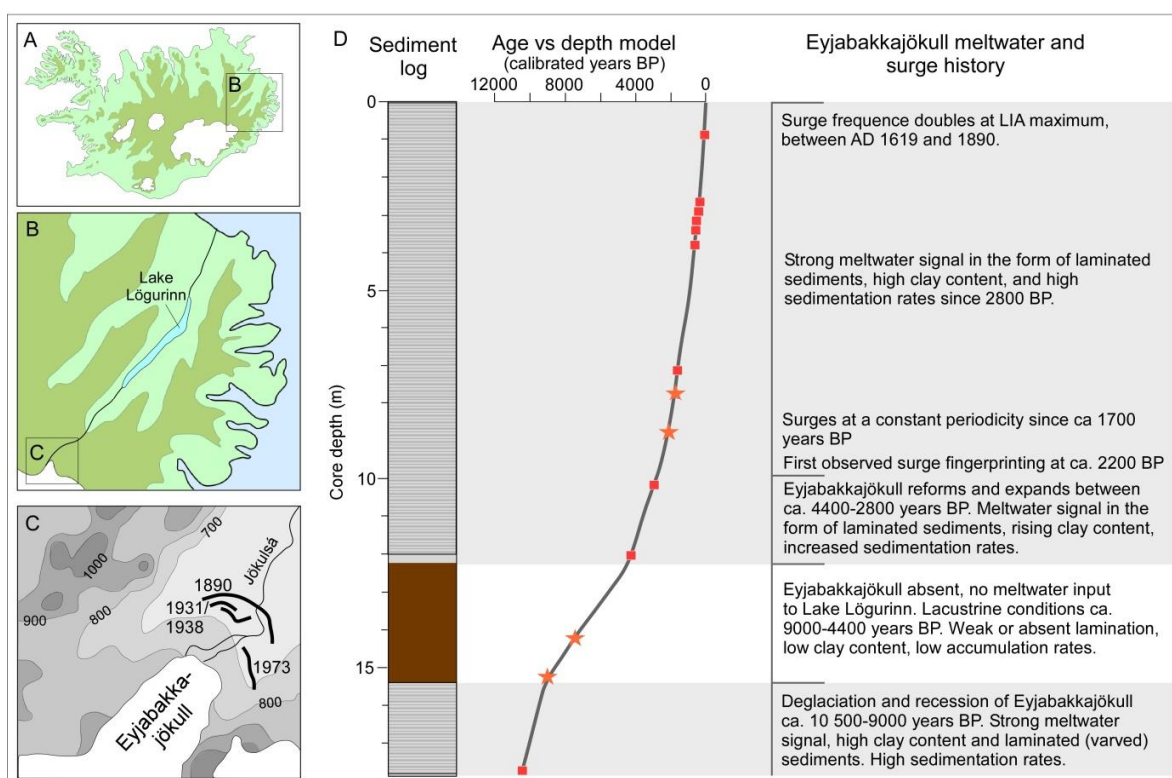 A
B
B
Lake
Lögurinn
C
C
700
1000
Jökulsá
1890
800
1931/
900
1938
1973
800
Eyjabakka-
jökull
D
Sediment
log
Age vs depth model
(calibrated years BP)
12000 8000 4000 0
Core depth (m)
0
5
10
15
Eyjabakkajökull meltwater and
surge history
Surge frequence doubles at LIA maximum,
between AD 1619 and 1890.
Strong meltwater signal in the form of laminated
sediments, high clay content, and high
sedimentation rates since 2800 BP.
Surges at a constant periodicity since ca 1700
years BP
First observed surge fingerprinting at ca. 2200 BP
Eyjabakkajökull reforms and expands between
ca. 4400-2800 years BP. Meltwater signal in the
form of laminated sediments, rising clay content,
increased sedimentation rates.
Eyjabakkajökull absent, no meltwater input
to Lake Lögurinn. Lacustrine conditions ca.
9000-4400 years BP. Weak or absent lamination,
low clay content, low accumulation rates.
Deglaciation and recession of Eyjabakkajökull
ca. 10 500-9000 years BP. Strong meltwater
signal, high clay content and laminated (varved)
sediments. High sedimentation rates.